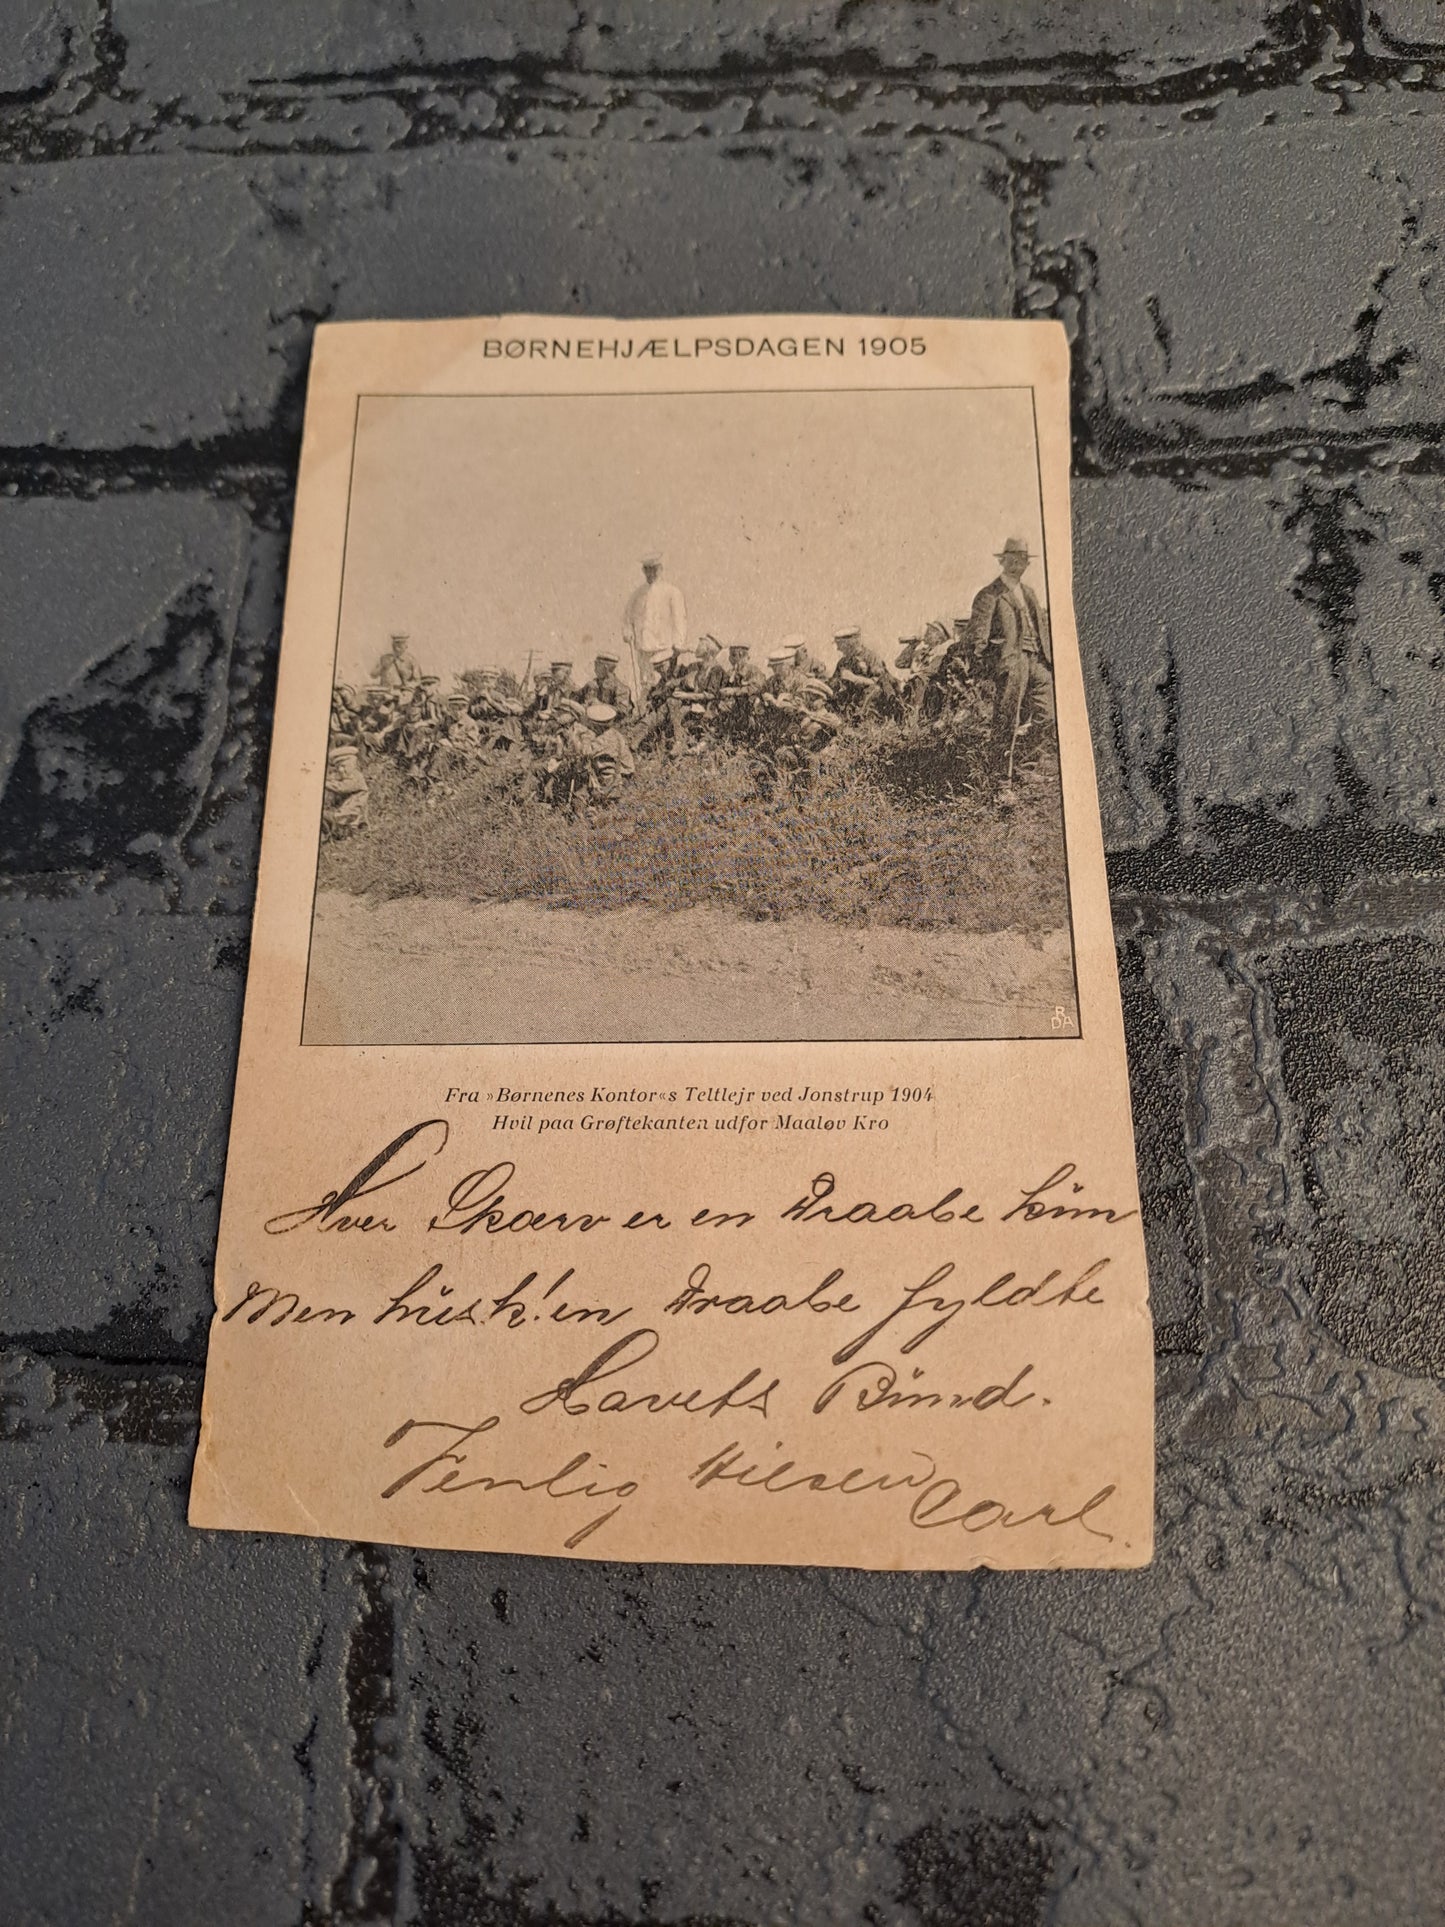 BØRNEHJÆLPSDAGEN 1905
R
DA
Fra »Børnenes Kontor«s Teltlejr ved Jonstrup 1904
Hvil paa Grøftekanten udfor Maaløv Kro
Hver Skærv er en Draabe kun
Men husk! en Draabe fyldte
Havets Bund.
Venlig Hilsen
Carl.